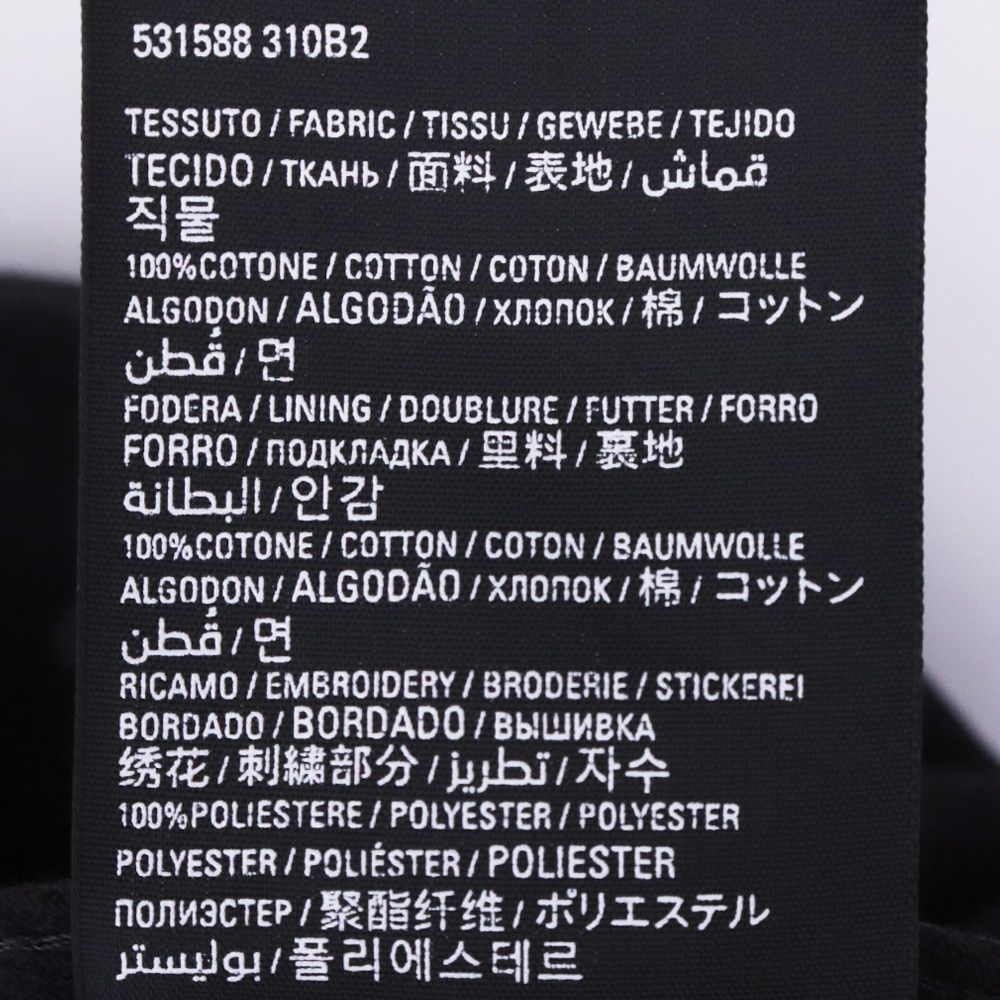 531588 310B2
TESSUTO / FABRIC / TISSU / GEWEBE / TEJIDO
TECIDO / ТКАНЬ / 面料 / 表地 / قماش
직물
100%COTONE / COTTON / COTON / BAUMWOLLE
ALGODON / ALGODÃO / ХЛОПОК / 棉 / コットン
قُطن / 면
FODERA / LINING / DOUBLURE / FUTTER / FORRO
FORRO / ПОДКЛАДКА / 里料 / 裏地
البطانة / 안감
100%COTONE / COTTON / COTON / BAUMWOLLE
ALGODON / ALGODÃO / ХЛОПОК / 棉 / コットン
قُطن / 면
RICAMO / EMBROIDERY / BRODERIE / STICKEREI
BORDADO / BORDADO / ВЫШИВКА
绣花 / 刺繍部分 / تطريز / 자수
100%POLIESTERE / POLYESTER / POLYESTER
POLYESTER / POLIÉSTER / POLIESTER
ПОЛИЭСТЕР / 聚酯纤维 / ポリエステル
بوليستر / 폴리에스테르